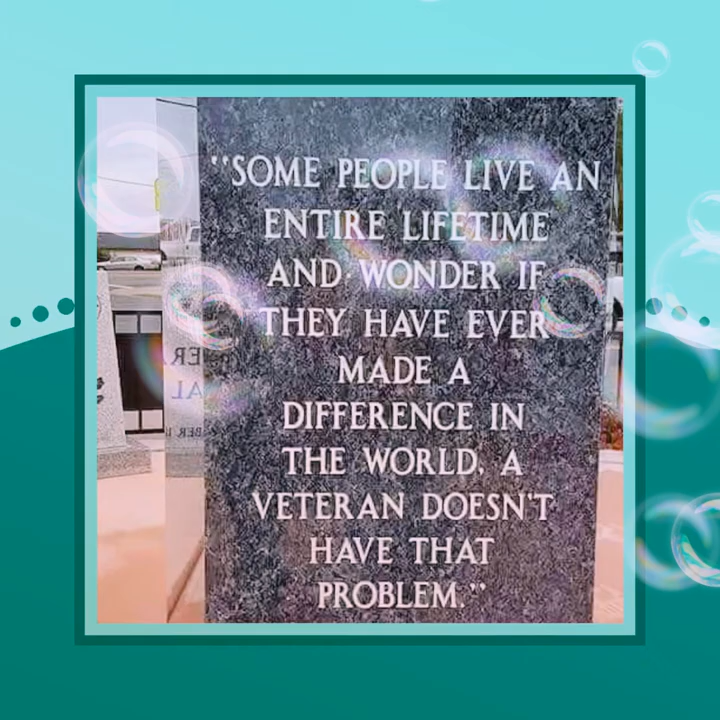 "SOME PEOPLE LIVE AN
ENTIRE LIFETIME
AND WONDER IF
THEY HAVE EVER
MADE A
DIFFERENCE IN
THE WORLD, A
VETERAN DOESN'T
HAVE THAT
PROBLEM."